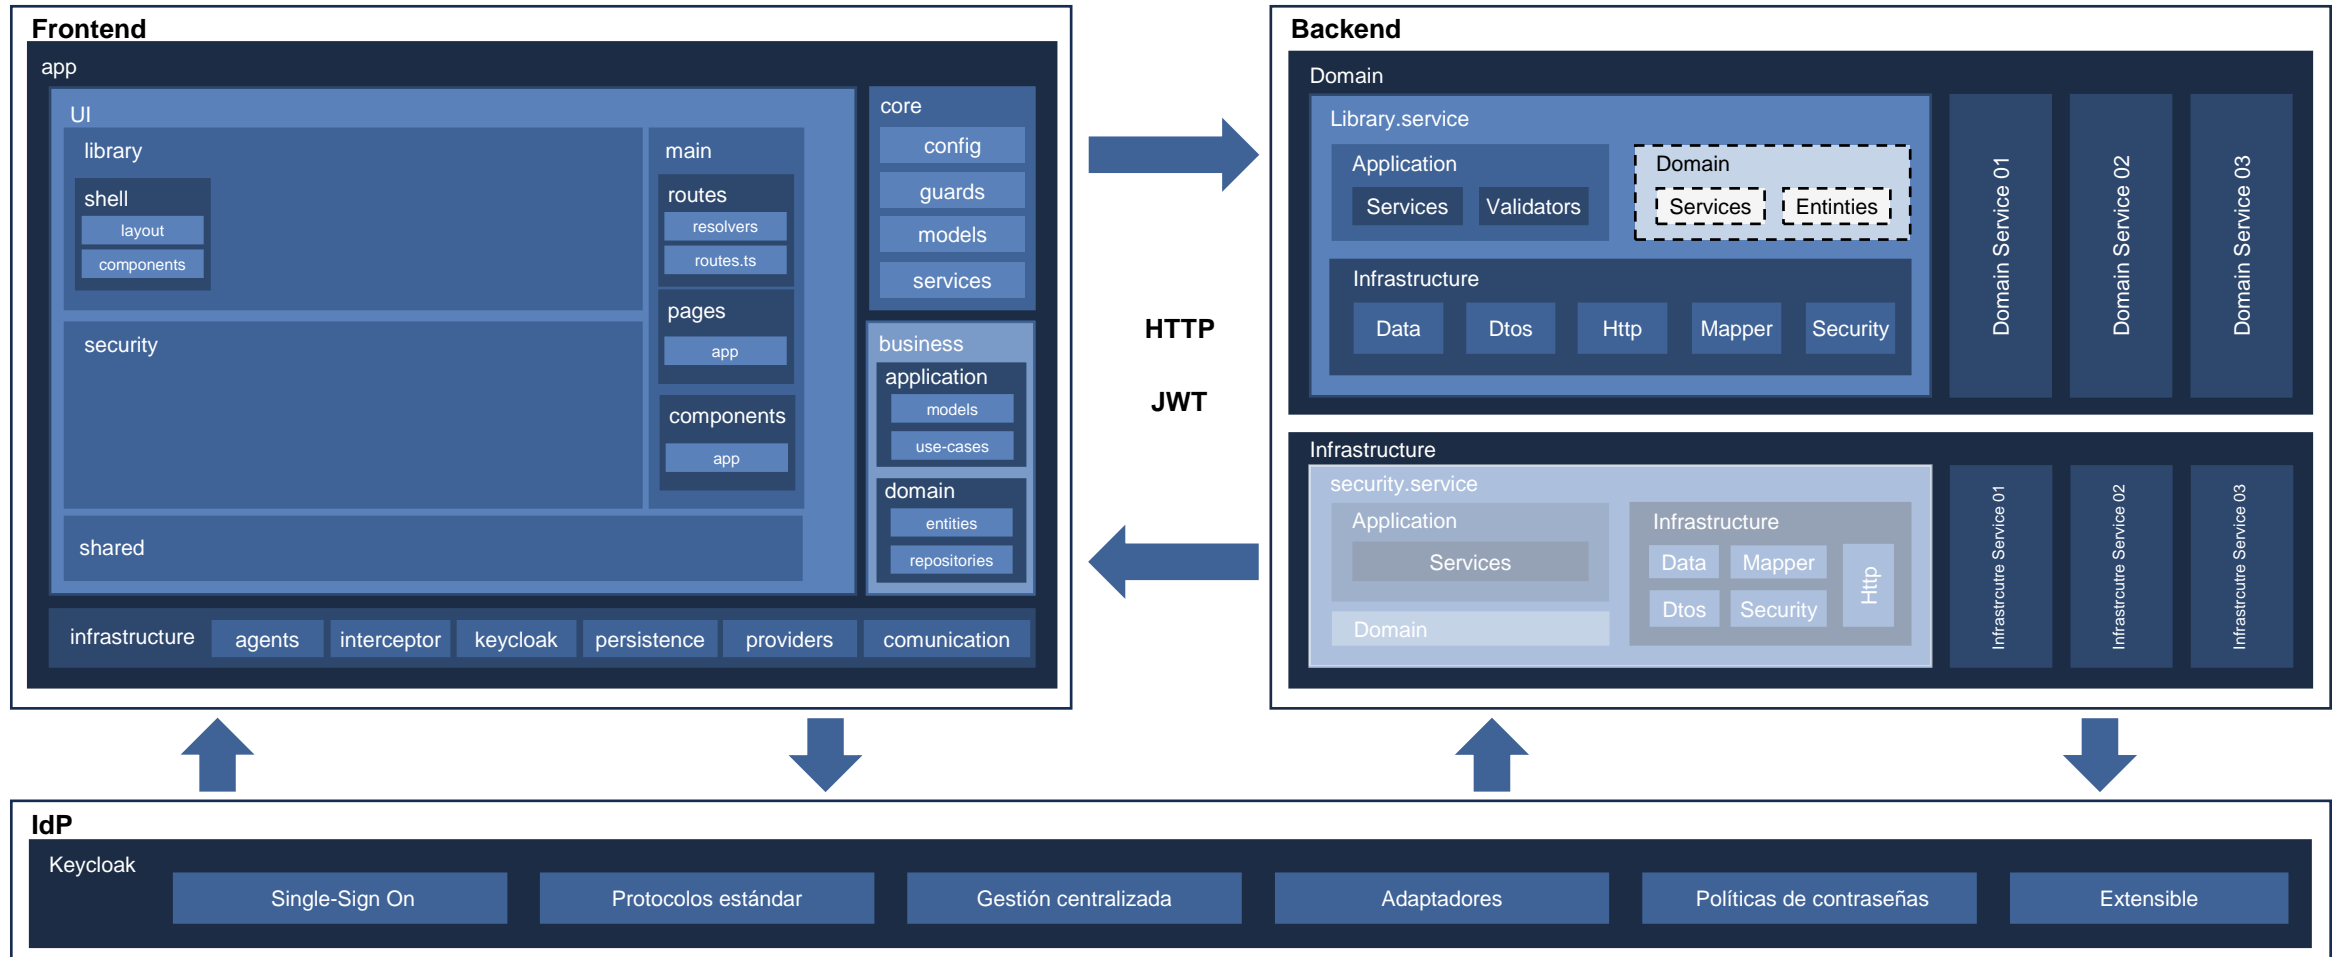 Frontend
app
UI
library
shell
layout
components
security
shared
main
routes
resolvers
routes.ts
pages
app
components
app
core
config
guards
models
services
business
application
models
use-cases
domain
entities
repositories
infrastructure
agents
interceptor
keycloak
persistence
providers
comunication
HTTP
JWT
Backend
Domain
Library.service
Application
Services
Validators
Domain
Services
Entinties
Infrastructure
Data
Dtos
Http
Mapper
Security
Domain Service 01
Domain Service 02
Domain Service 03
Infrastructure
security.service
Application
Services
Domain
Infrastructure
Data
Mapper
Dtos
Security
Http
Infrastrcutre Service 01
Infrastrcutre Service 02
Infrastrcutre Service 03
IdP
Keycloak
Single-Sign On
Protocolos estándar
Gestión centralizada
Adaptadores
Políticas de contraseñas
Extensible